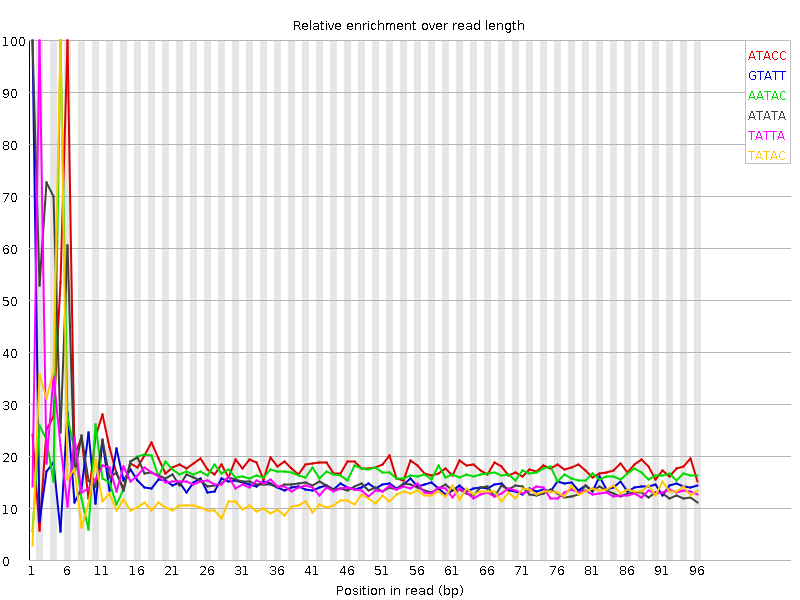 Relative enrichment over read length
100
90
80
70
60
50
40
30
20
10
0
ATACC
GTATT
AATAC
ATATA
TATTA
TATAC
1 6 11 16 21 26 31 36 41 46 51 56 61 66 71 76 81 86 91 96
Position in read (bp)